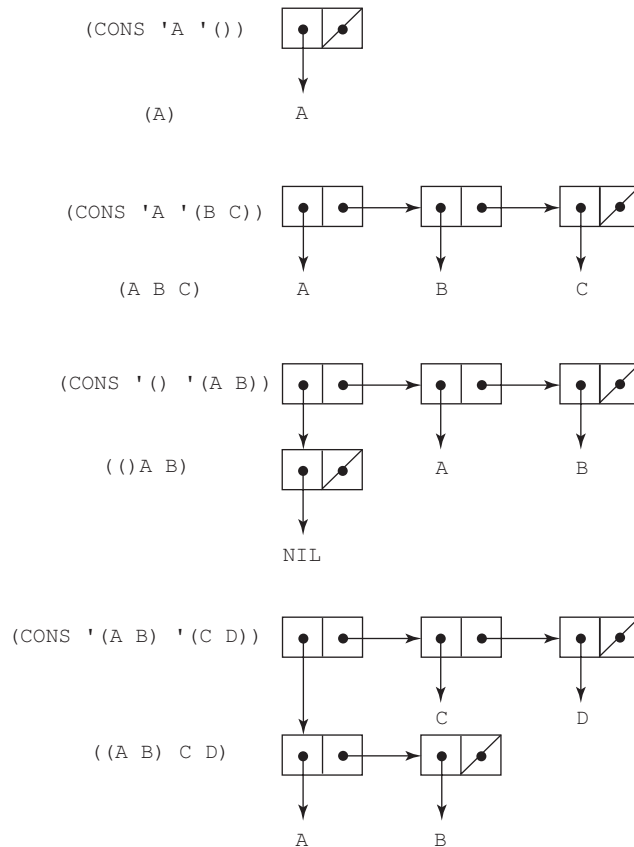 (CONS 'A '())
(A) A
(CONS 'A '(B C))
(A B C) A B C
(CONS '() '(A B))
A B
(()A B)
NIL
(CONS '(A B) '(C D))
C D
((A B) C D)
A B